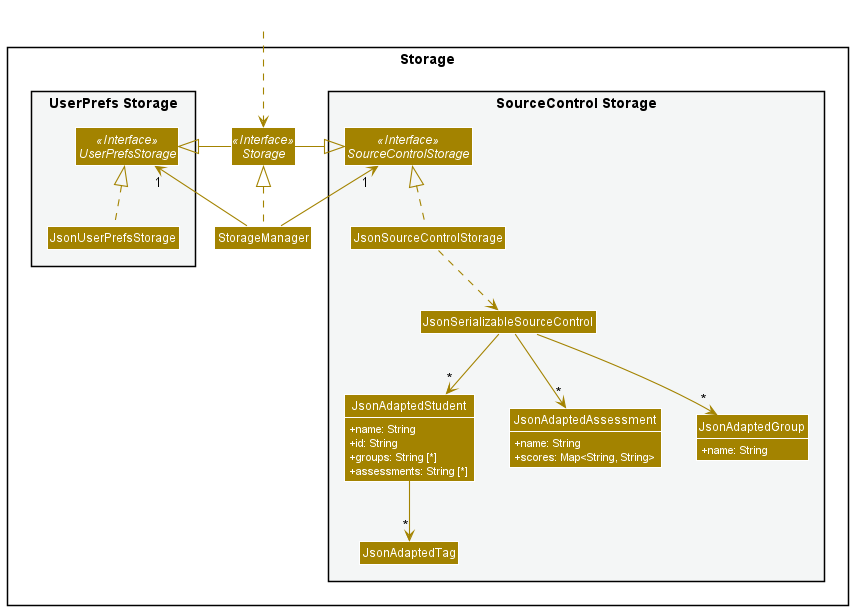 Storage
UserPrefs Storage
SourceControl Storage
«Interface»
UserPrefsStorage
«Interface»
Storage
«Interface»
SourceControlStorage
1
1
JsonUserPrefsStorage
StorageManager
JsonSourceControlStorage
JsonSerializableSourceControl
*
*
*
JsonAdaptedStudent
+name: String
+id: String
+groups: String [*]
+assessments: String [*]
JsonAdaptedAssessment
+name: String
+scores: Map<String, String>
JsonAdaptedGroup
+name: String
*
JsonAdaptedTag